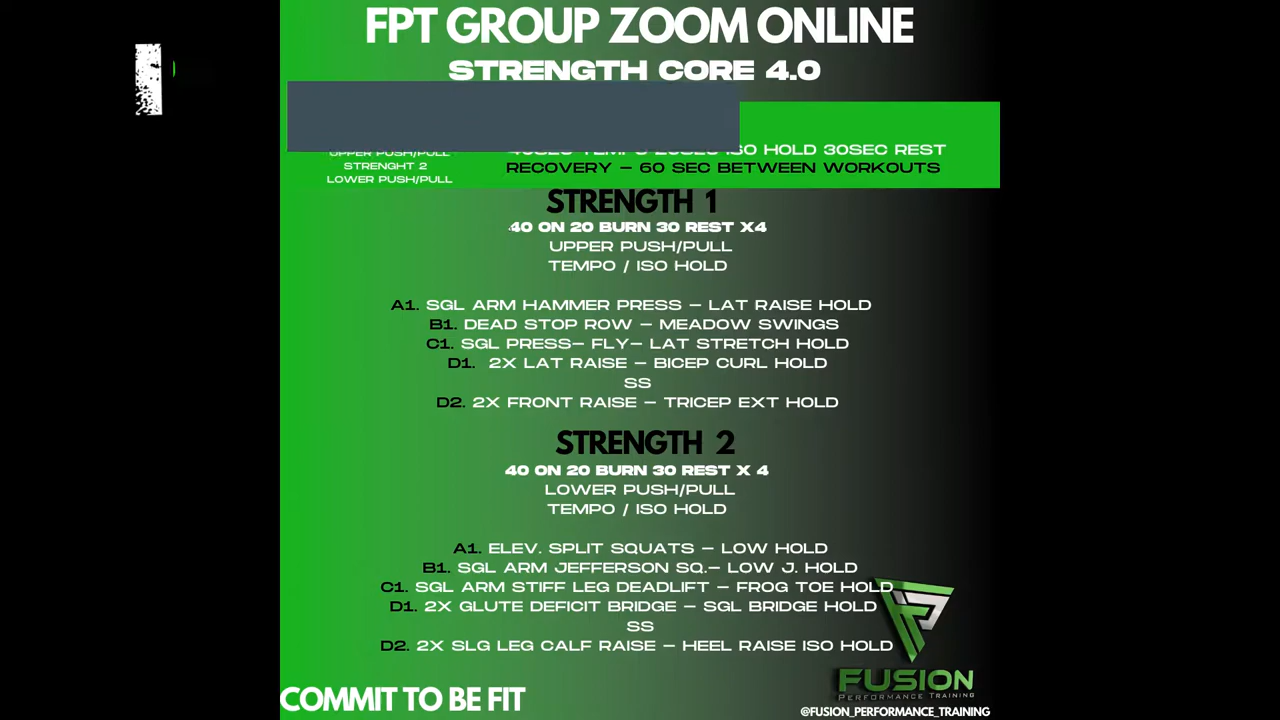 FPT GROUP ZOOM ONLINE
STRENGTH CORE 4.0
UPPER PUSH/PULL
STRENGHT 2
LOWER PUSH/PULL
ISO HOLD 30SEC REST
RECOVERY – 60 SEC BETWEEN WORKOUTS
STRENGTH 1
40 ON 20 BURN 30 REST X4
UPPER PUSH/PULL
TEMPO / ISO HOLD
A1. SGL ARM HAMMER PRESS – LAT RAISE HOLD
B1. DEAD STOP ROW – MEADOW SWINGS
C1. SGL PRESS– FLY– LAT STRETCH HOLD
D1. 2X LAT RAISE – BICEP CURL HOLD
SS
D2. 2X FRONT RAISE – TRICEP EXT HOLD
STRENGTH 2
40 ON 20 BURN 30 REST X 4
LOWER PUSH/PULL
TEMPO / ISO HOLD
A1. ELEV. SPLIT SQUATS – LOW HOLD
B1. SGL ARM JEFFERSON SQ.– LOW J. HOLD
C1. SGL ARM STIFF LEG DEADLIFT – FROG TOE HOLD
D1. 2X GLUTE DEFICIT BRIDGE – SGL BRIDGE HOLD
SS
D2. 2X SLG LEG CALF RAISE – HEEL RAISE ISO HOLD
FUSION
PERFORMANCE TRAINING
COMMIT TO BE FIT
@FUSION_PERFORMANCE_TRAINING